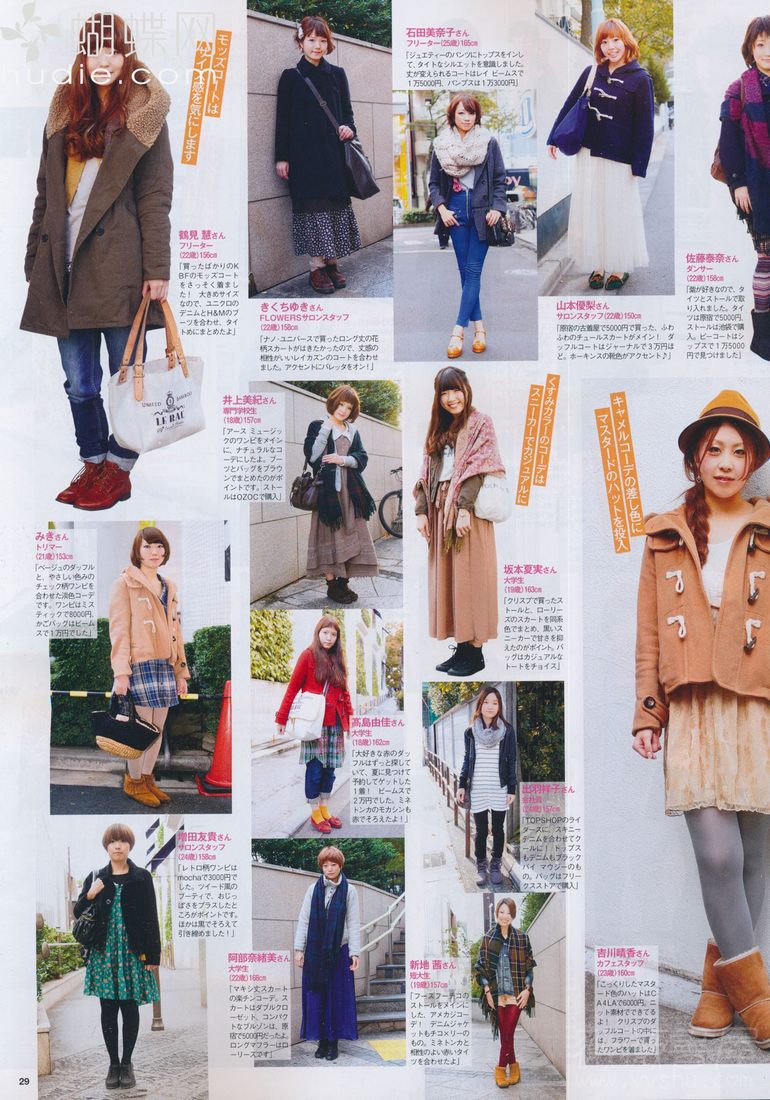 蝴蝶网
hudie.com
モッズコートは
サイズ感を気にします
鶴見 慧さん
フリーター
(22歳)156cm
「買ったばかりのK
BFのモッズコートを
さっそく着まし
た！ 大きめサイズ
なので、ユニクロの
デニムとH&Mのブ
ーツを合わせ、タイ
トめにまとめたよ」
LE BAC
きくちゆきさん
FLOWERSサロンスタッフ
(22歳)158cm
「ナノ・ユニバースで買ったロング丈の花
柄スカートがはきたかったので、丈感の
相性がいいレイカズンのコートを合わせ
ました。アクセントにバレッタをオン！」
石田美奈子さん
フリーター(25歳)165cm
「ジュエティーのパンツにトップスをインし
て、タイトなシルエットを意識しました。
丈が変えられるコートはレイ ビームスで
1万5000円、パンプスは1万3000円」
山本優梨さん
サロンスタッフ(22歳)150cm
「原宿の古着屋で5000円で買った、ふわ
ふわのチュールスカートがメイン！ ダ
ッフルコートはジャーナルで3万円ほ
ど。ホーキンスの靴色がアクセント♪」
佐藤泰奈さん
ダンサー
(22歳)158cm
「紫が好きなので、タ
イツとストールで取
り入れました。タイ
ツは原宿で5000円、
ストールは池袋で購
入。ピーコートはシ
ップスで1万5000
円で見つけました」
井上美紀さん
専門学校生
(18歳)157cm
「アース ミュージック
のワンピをメイン
に、ナチュラルなコ
ーデにしたよ。ブー
ツとバッグをブラウ
ンでまとめたのがポ
イントです。ストー
ルはOZOCで購入」
くすみカラーのコーデは
スニーカーでカジュアルに
坂本夏実さん
大学生
(19歳)163cm
「クリスプで買ったス
トールと、ローリー
ズのスカートを同系
色でまとめ、黒いス
ニーカーで甘さを抑
えたのがポイント。バ
ッグはカジュアルな
トートをチョイス」
キャメルコーデの差し色に
マスタードのハットを投入
みきさん
トリマー
(21歳)153cm
「ベージュのダッフル
と、やさしい色みの
チェック柄ワンピを
合わせた淡色コーデ
です。ワンピはミス
ティックで8000円、
かごバッグはビーム
スで1万円でした」
髙島由佳さん
大学生
(18歳)162cm
「大好きな赤のダッ
フルはずっと探し
ていて、夏に見つけて
予約してゲットした
1着！ ビームスで
2万円でした。ミネ
トンカのモカシンも
赤でそろえたよ！」
出羽祥子さん
会社員
(24歳)157cm
「TOPSHOPのライ
ダースに、スキニー
デニムを合わせてク
ールに！ トップス
もデニムもブラック
バイ マウジーのも
の。バッグはフリー
クスストアで購入」
増田友貴さん
サロンスタッフ
(24歳)158cm
「レトロ柄ワンピは
mochaで3000円で
した。ツイード風の
ブーティで、おじっ
ぽさをプラスしたと
ころがポイントです。
ほかは黒でそろえて
引き締めました！」
阿部奈緒美さん
大学生
(22歳)166cm
「マキシ丈スカート
の楽チンコーデ。ス
カートはダブルクロ
ーゼット、コンパク
トなブルゾンは、原
宿で5000円だったよ。
ロングマフラーはロ
ーリーズです」
新地 茜さん
短大生
(19歳)157cm
「フーズフーチコの
ストールをメインに
した、アメカジコー
デ！ デニムジャケ
ットもチコ×リーの
もの。ミネトンカと
相性のよい赤いタ
イツを合わせたよ」
吉川晴香さん
カフェスタッフ
(23歳)160cm
「こっくりしたマスタ
ード色のハットはC
A4LAで6000円。ニ
ット素材でできてる
よ！ クリスプのダ
ッフルコートの中に
は、フラワーで買っ
たワンピを着ました」
29